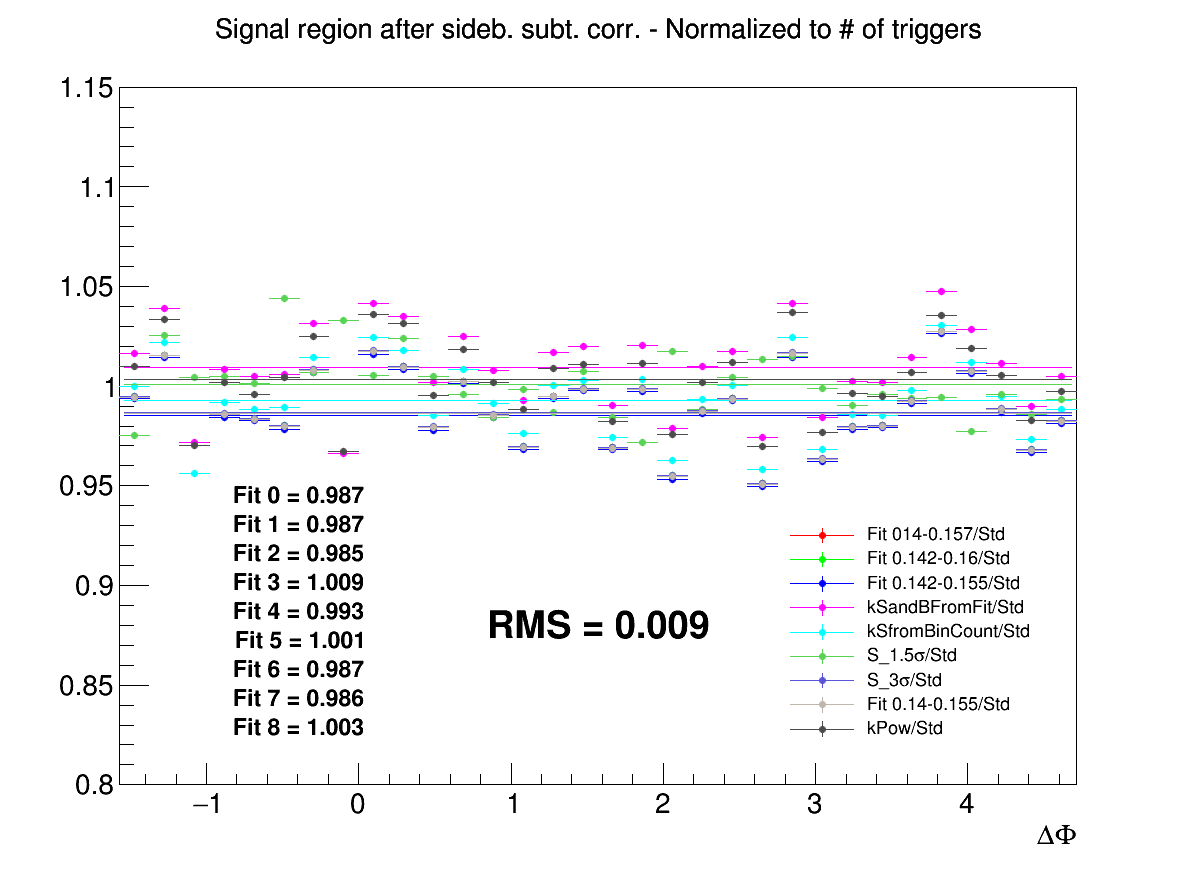 Signal region after sideb. subt. corr. - Normalized to # of triggers
1.15
1.1
1.05
1
0.95
0.9
0.85
0.8
Fit 0 = 0.987
Fit 1 = 0.987
Fit 2 = 0.985
Fit 3 = 1.009
Fit 4 = 0.993
Fit 5 = 1.001
Fit 6 = 0.987
Fit 7 = 0.986
Fit 8 = 1.003
RMS = 0.009
Fit 014-0.157/Std
Fit 0.142-0.16/Std
Fit 0.142-0.155/Std
kSandBFromFit/Std
kSfromBinCount/Std
S_1.5σ/Std
S_3σ/Std
Fit 0.14-0.155/Std
kPow/Std
−1 0 1 2 3 4
ΔΦ